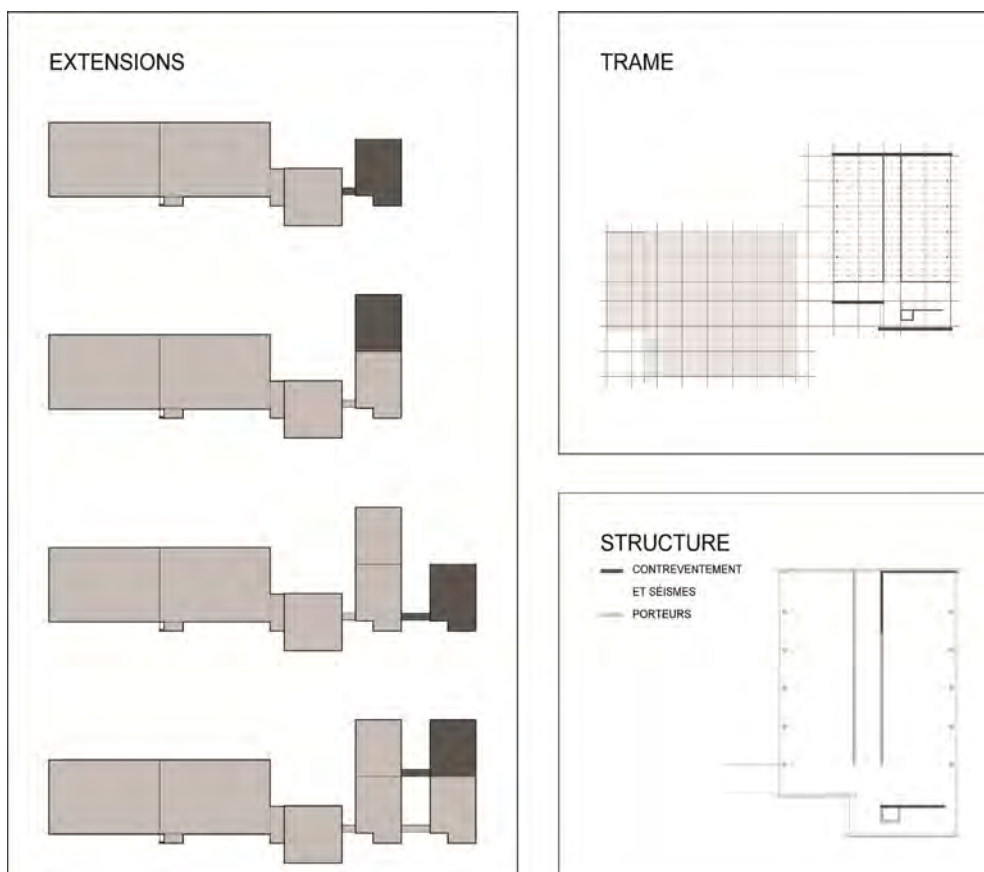 EXTENSIONS
TRAME
STRUCTURE
CONTREVENTEMENT
ET SÉISMES
PORTEURS